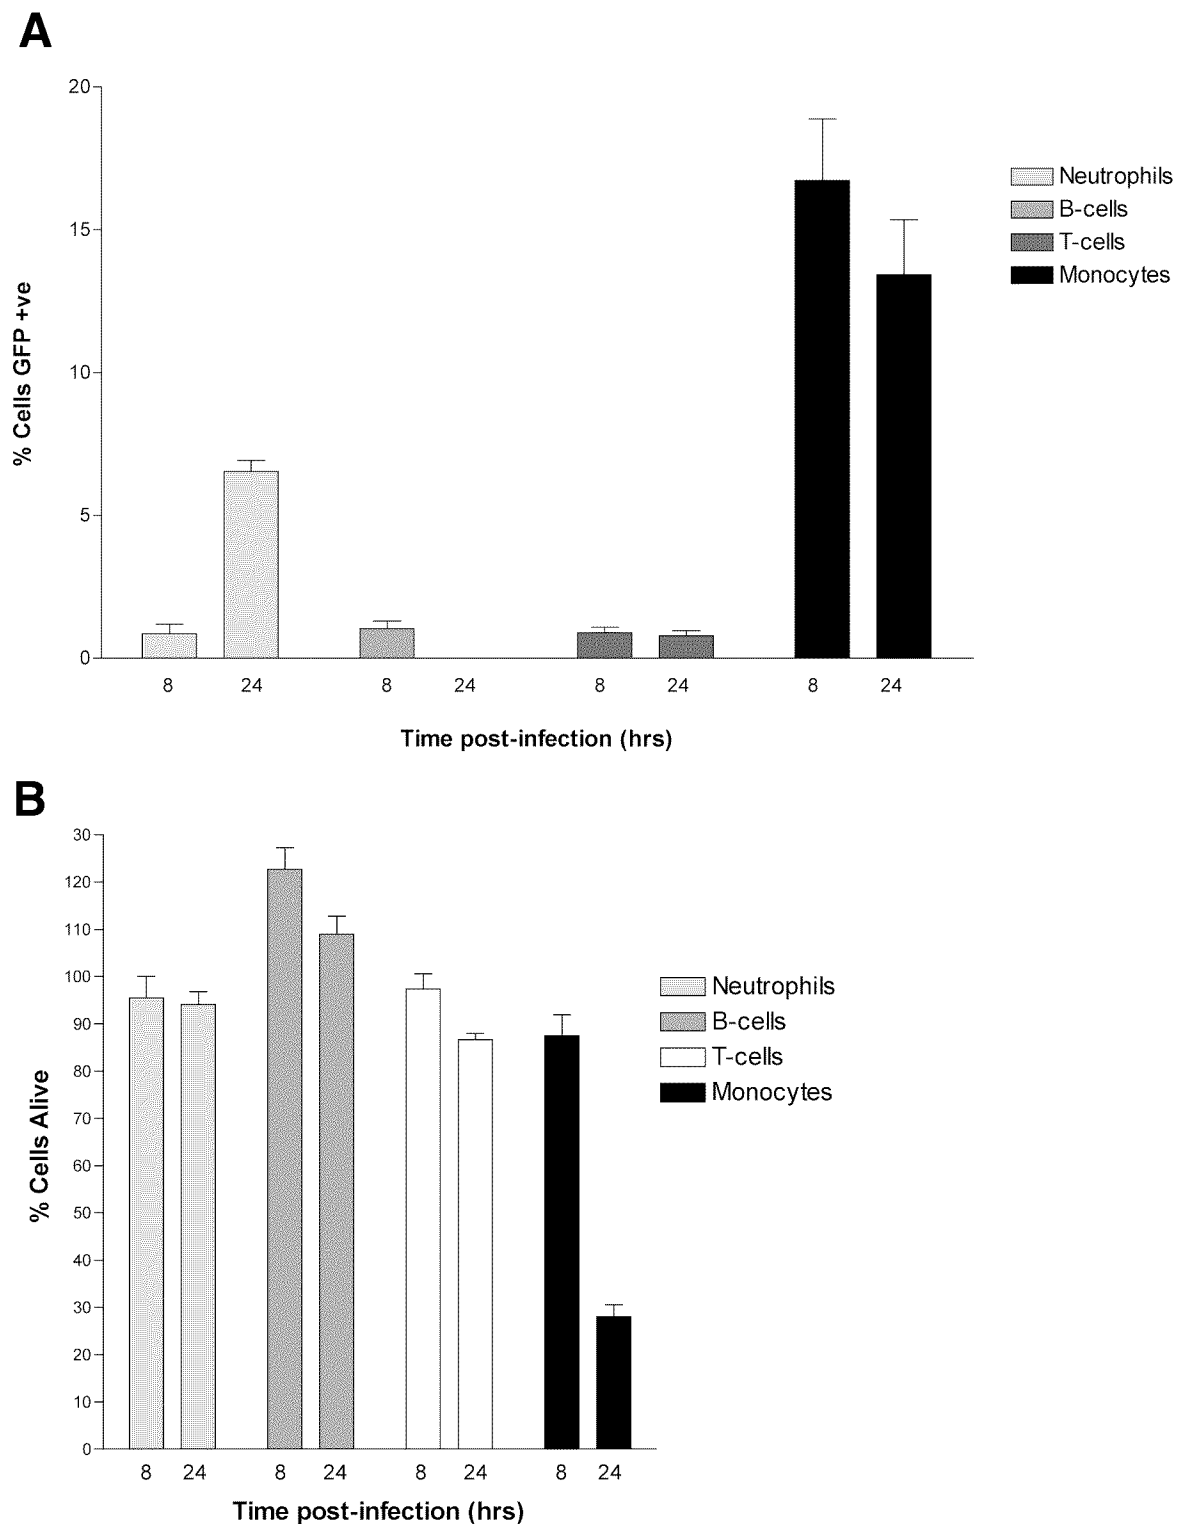 A
20
15
10
5
0
% Cells GFP +ve
8 24 8 24 8 24 8 24
Time post-infection (hrs)
Neutrophils
B-cells
T-cells
Monocytes
B
30
120
110
100
90
80
70
60
50
40
30
20
10
0
% Cells Alive
8 24 8 24 8 24 8 24
Time post-infection (hrs)
Neutrophils
B-cells
T-cells
Monocytes